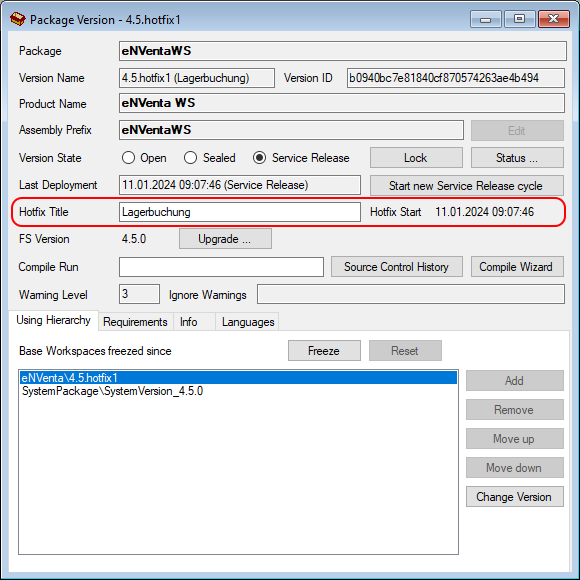 Package Version - 4.5.hotfix1
Package eNVentaWS
Version Name 4.5.hotfix1 (Lagerbuchung) Version ID b0940bc7e81840cf870574263ae4b494
Product Name eNVenta WS
Assembly Prefix eNVentaWS Edit
Version State Open Sealed Service Release Lock Status ...
Last Deployment 11.01.2024 09:07:46 (Service Release) Start new Service Release cycle
Hotfix Title Lagerbuchung Hotfix Start 11.01.2024 09:07:46
FS Version 4.5.0 Upgrade ...
Compile Run Source Control History Compile Wizard
Warning Level 3 Ignore Warnings
Using Hierarchy Requirements Info Languages
Base Workspaces freezed since Freeze Reset
eNVenta\4.5.hotfix1 Add
SystemPackage\SystemVersion_4.5.0
Remove
Move up
Move down
Change Version